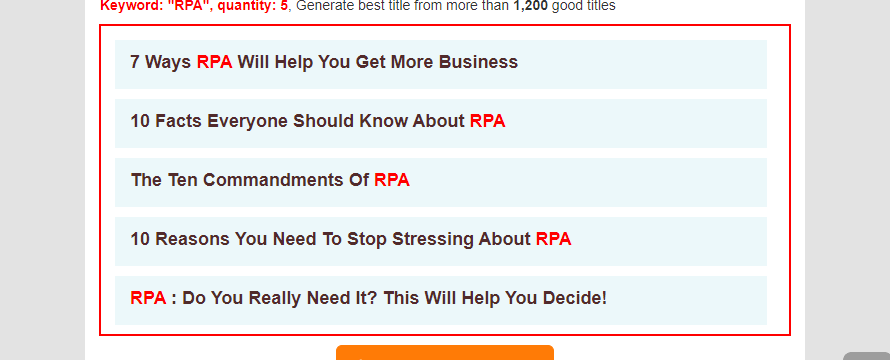 Keyword: "RPA", quantity: 5, Generate best title from more than 1,200 good titles
7 Ways RPA Will Help You Get More Business
10 Facts Everyone Should Know About RPA
The Ten Commandments Of RPA
10 Reasons You Need To Stop Stressing About RPA
RPA : Do You Really Need It? This Will Help You Decide!